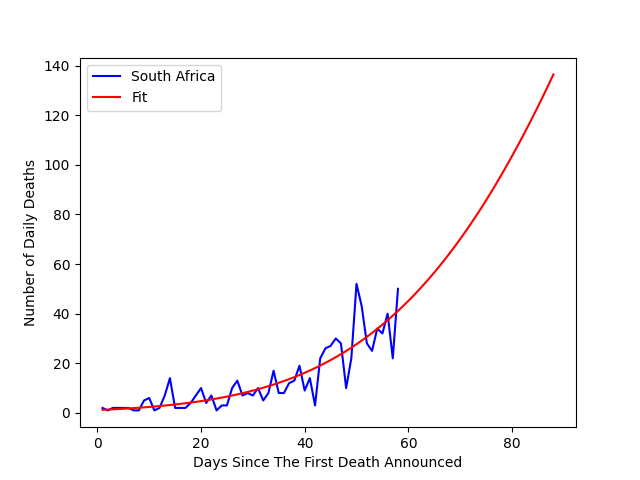 South Africa
Fit
Number of Daily Deaths
140
120
100
80
60
40
20
0
0 20 40 60 80
Days Since The First Death Announced